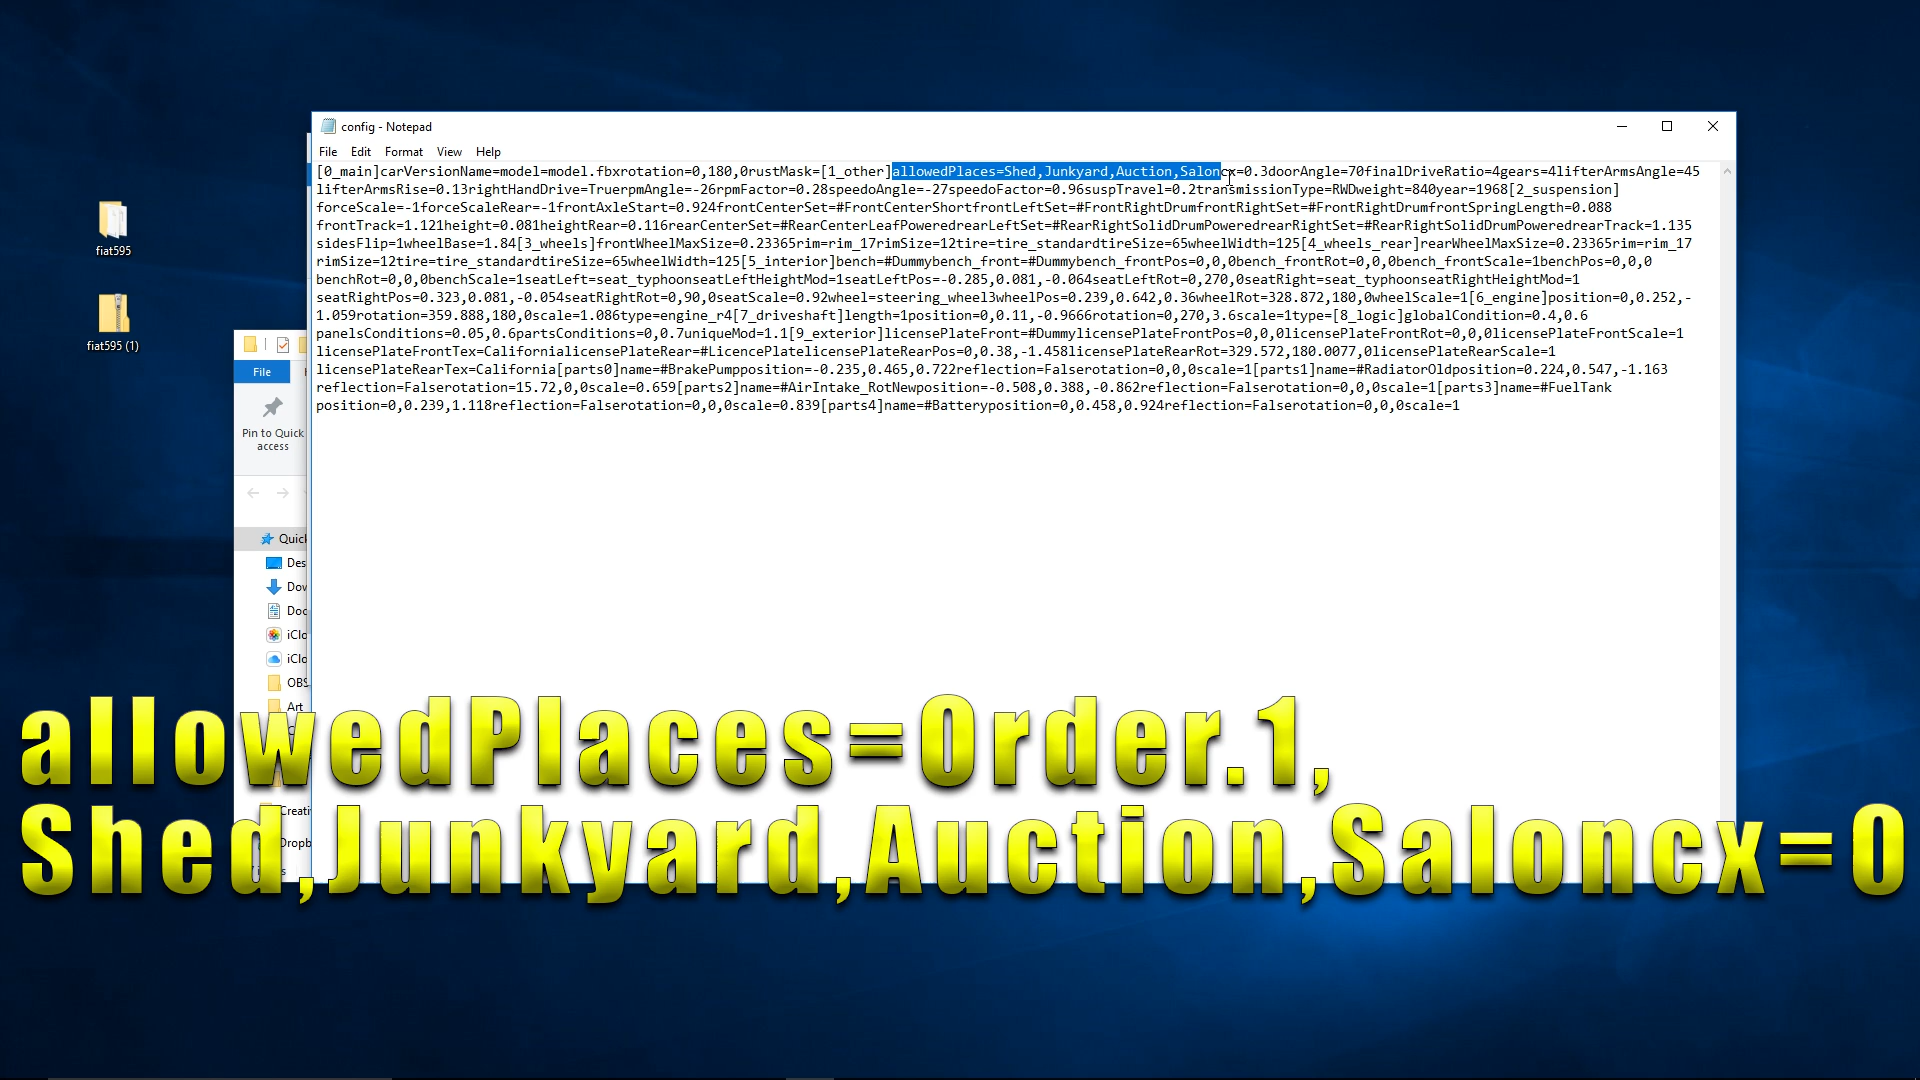 config - Notepad
File Edit Format View Help
[0_main]carVersionName=model=model.fbxrotation=0,180,0rustMask=[1_other]allowedPlaces=Shed,Junkyard,Auction,Saloncx=0.3doorAngle=70finalDriveRatio=4gears=4lifterArmsAngle=45
lifterArmsRise=0.13rightHandDrive=TruerpmAngle=-26rpmFactor=0.28speedoAngle=-27speedoFactor=0.96suspTravel=0.2transmissionType=RWDweight=840year=1968[2_suspension]
forceScale=-1forceScaleRear=-1frontAxleStart=0.924frontCenterSet=#FrontCenterShortfrontLeftSet=#FrontRightDrumfrontRightSet=#FrontRightDrumfrontSpringLength=0.088
frontTrack=1.121height=0.081heightRear=0.116rearCenterSet=#RearCenterLeafPoweredrearLeftSet=#RearRightSolidDrumPoweredrearRightSet=#RearRightSolidDrumPoweredrearTrack=1.135
sidesFlip=1wheelBase=1.84[3_wheels]frontWheelMaxSize=0.23365rim=rim_17rimSize=12tire=tire_standardtireSize=65wheelWidth=125[4_wheels_rear]rearWheelMaxSize=0.23365rim=rim_17
rimSize=12tire=tire_standardtireSize=65wheelWidth=125[5_interior]bench=#Dummybench_front=#Dummybench_frontPos=0,0,0bench_frontRot=0,0,0bench_frontScale=1benchPos=0,0,0
benchRot=0,0,0benchScale=1seatLeft=seat_typhoonseatLeftHeightMod=1seatLeftPos=-0.285,0.081,-0.064seatLeftRot=0,270,0seatRight=seat_typhoonseatRightHeightMod=1
seatRightPos=0.323,0.081,-0.054seatRightRot=0,90,0seatScale=0.92wheel=steering_wheel3wheelPos=0.239,0.642,0.36wheelRot=328.872,180,0wheelScale=1[6_engine]position=0,0.252,-
1.059rotation=359.888,180,0scale=1.086type=engine_r4[7_driveshaft]length=1position=0,0.11,-0.9666rotation=0,270,3.6scale=1type=[8_logic]globalCondition=0.4,0.6
panelsConditions=0.05,0.6partsConditions=0,0.7uniqueMod=1.1[9_exterior]licensePlateFront=#DummylicensePlateFrontPos=0,0,0licensePlateFrontRot=0,0,0licensePlateFrontScale=1
licensePlateFrontTex=CalifornialicensePlateRear=#LicencePlatelicensePlateRearPos=0,0.38,-1.458licensePlateRearRot=329.572,180.0077,0licensePlateRearScale=1
licensePlateRearTex=California[parts0]name=#BrakePumpposition=-0.235,0.465,0.722reflection=Falserotation=0,0,0scale=1[parts1]name=#RadiatorOldposition=0.224,0.547,-1.163
reflection=Falserotation=15.72,0,0scale=0.659[parts2]name=#AirIntake_RotNewposition=-0.508,0.388,-0.862reflection=Falserotation=0,0,0scale=1[parts3]name=#FuelTank
position=0,0.239,1.118reflection=Falserotation=0,0,0scale=0.839[parts4]name=#Batteryposition=0,0.458,0.924reflection=Falserotation=0,0,0scale=1
fiat595
fiat595 (1)
File
Pin to Quick
access
Quick
Des
Dow
Doc
iClo
iClo
OBS
Art
Creati
Dropb
allowedPlaces=Order.1,
Shed,Junkyard,Auction,Saloncx=0